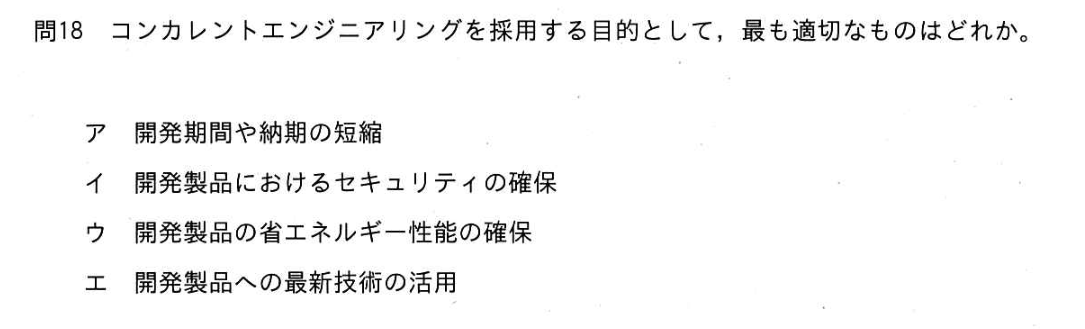 問18 コンカレントエンジニアリングを採用する目的として，最も適切なものはどれか。
ア 開発期間や納期の短縮
イ 開発製品におけるセキュリティの確保
ウ 開発製品の省エネルギー性能の確保
エ 開発製品への最新技術の活用